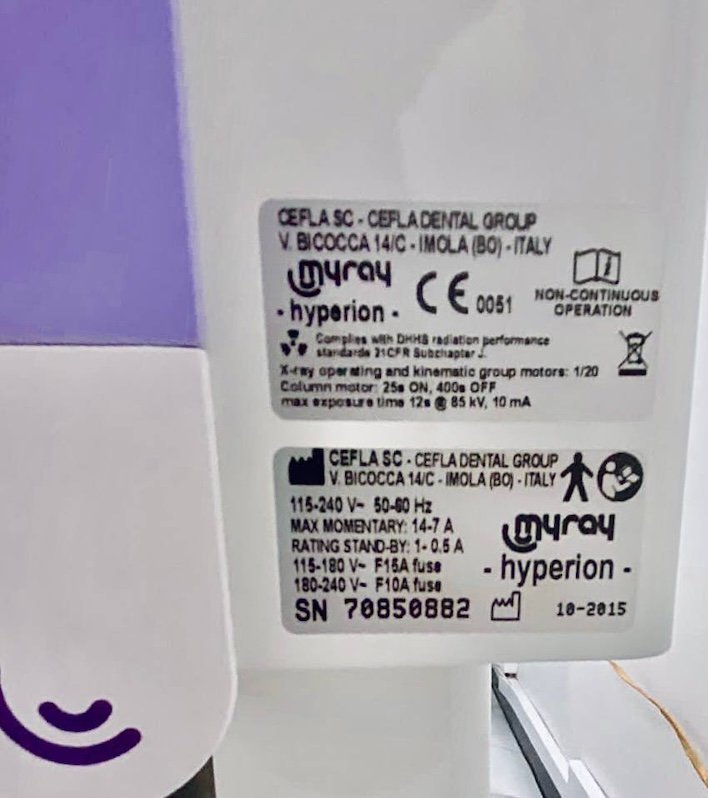 CEFLA SC - CEFLA DENTAL GROUP
V. BICOCCA 14/C - IMOLA (BO) - ITALY
myray
- hyperion -
CE 0051
NON-CONTINUOUS
OPERATION
Complies with DHHS radiation performance
standards 21CFR Subchapter J.
X-ray operating and kinematic group motors: 1/20
Column motor: 25s ON, 400s OFF
max exposure time 12s @ 85 kV, 10 mA
CEFLA SC - CEFLA DENTAL GROUP
V. BICOCCA 14/C - IMOLA (BO) - ITALY
115-240 V~ 50-60 Hz
MAX MOMENTARY: 14-7 A
RATING STAND-BY: 1- 0.5 A
115-180 V~ F15A fuse
180-240 V~ F10A fuse
myray
- hyperion -
SN 70850882
10-2015